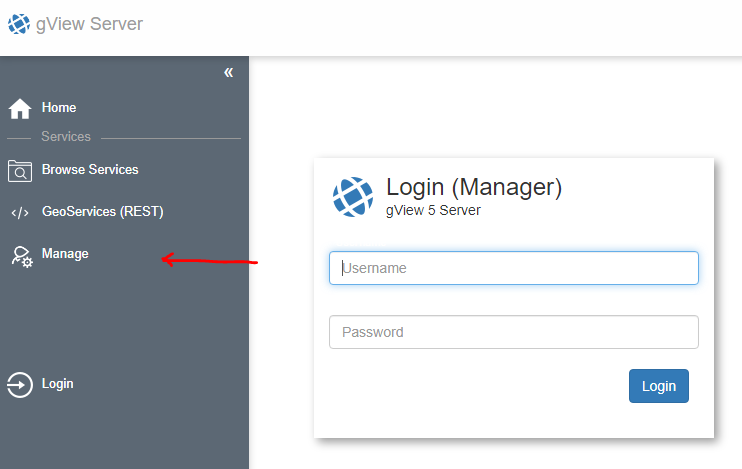 gView Server
«
Home
Services
Browse Services
</> GeoServices (REST)
Manage
Login
Login (Manager)
gView 5 Server
Username
Password
Login